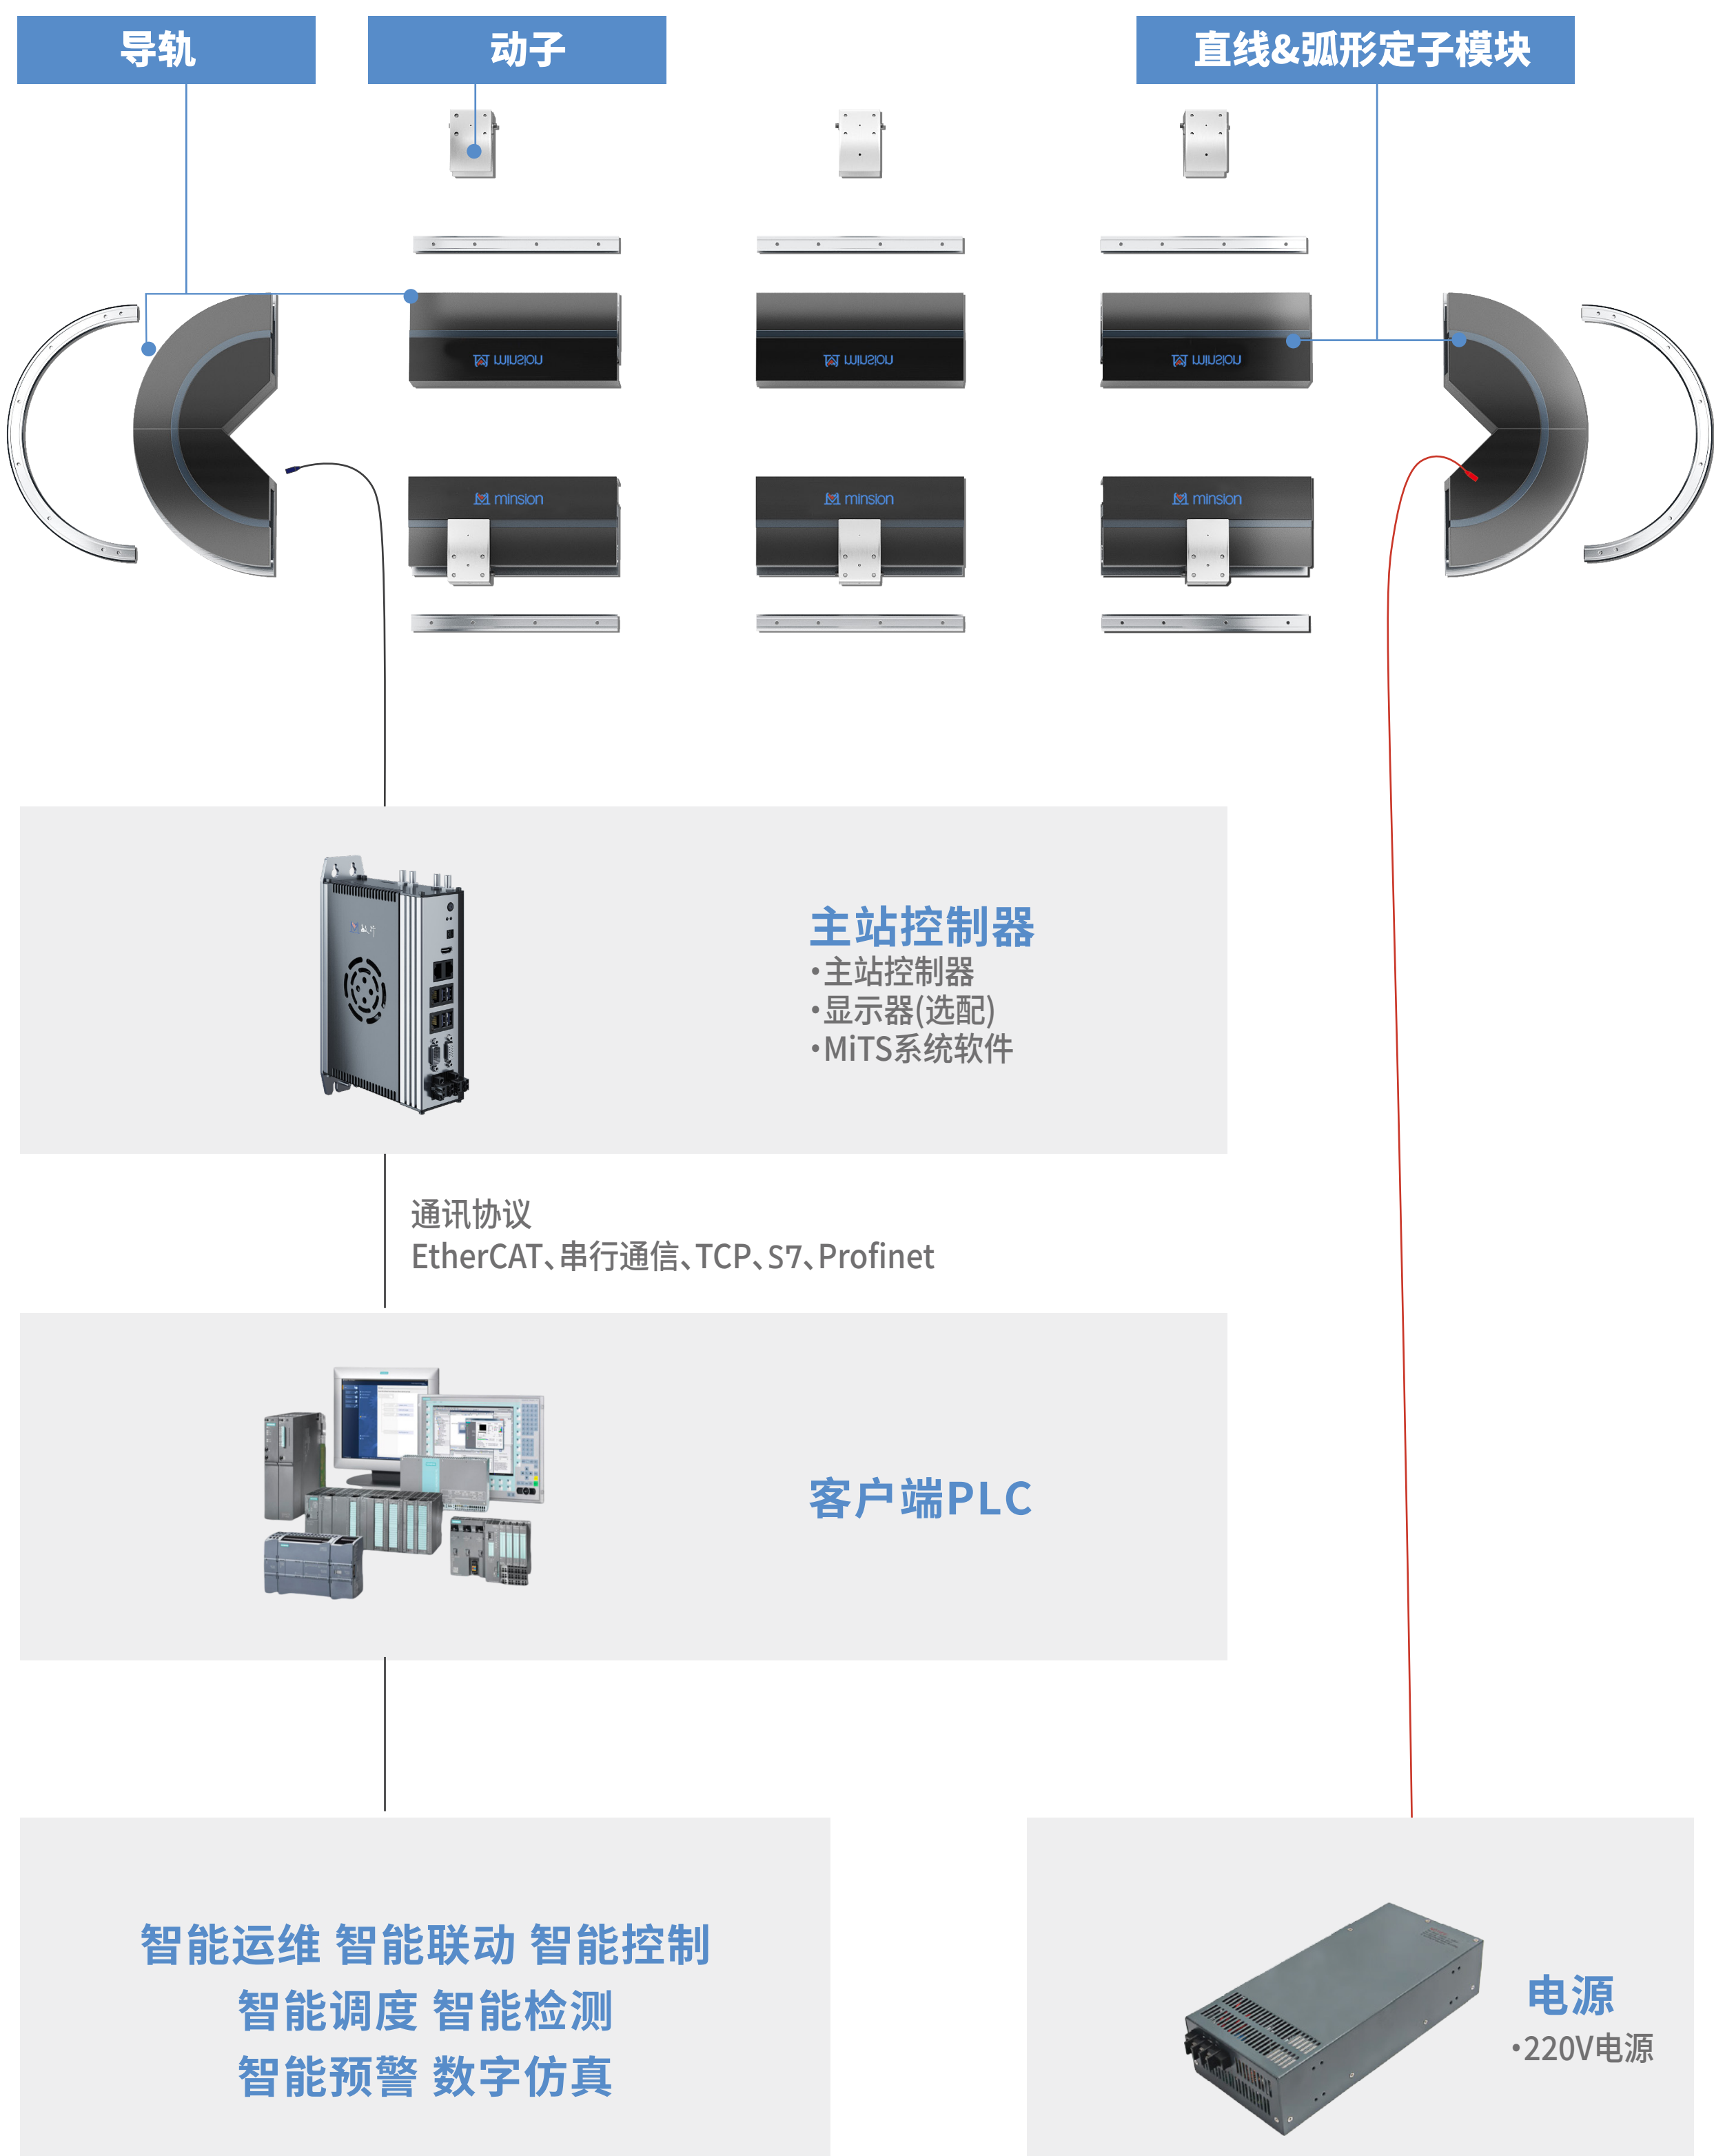 导轨
动子
直线&弧形定子模块
minsion
minsion
minsion
minsion
minsion
minsion
主站控制器
·主站控制器
·显示器(选配)
·MiTS系统软件
通讯协议
EtherCAT、串行通信、TCP、S7、Profinet
客户端PLC
智能运维 智能联动 智能控制
智能调度 智能检测
智能预警 数字仿真
电源
·220V电源